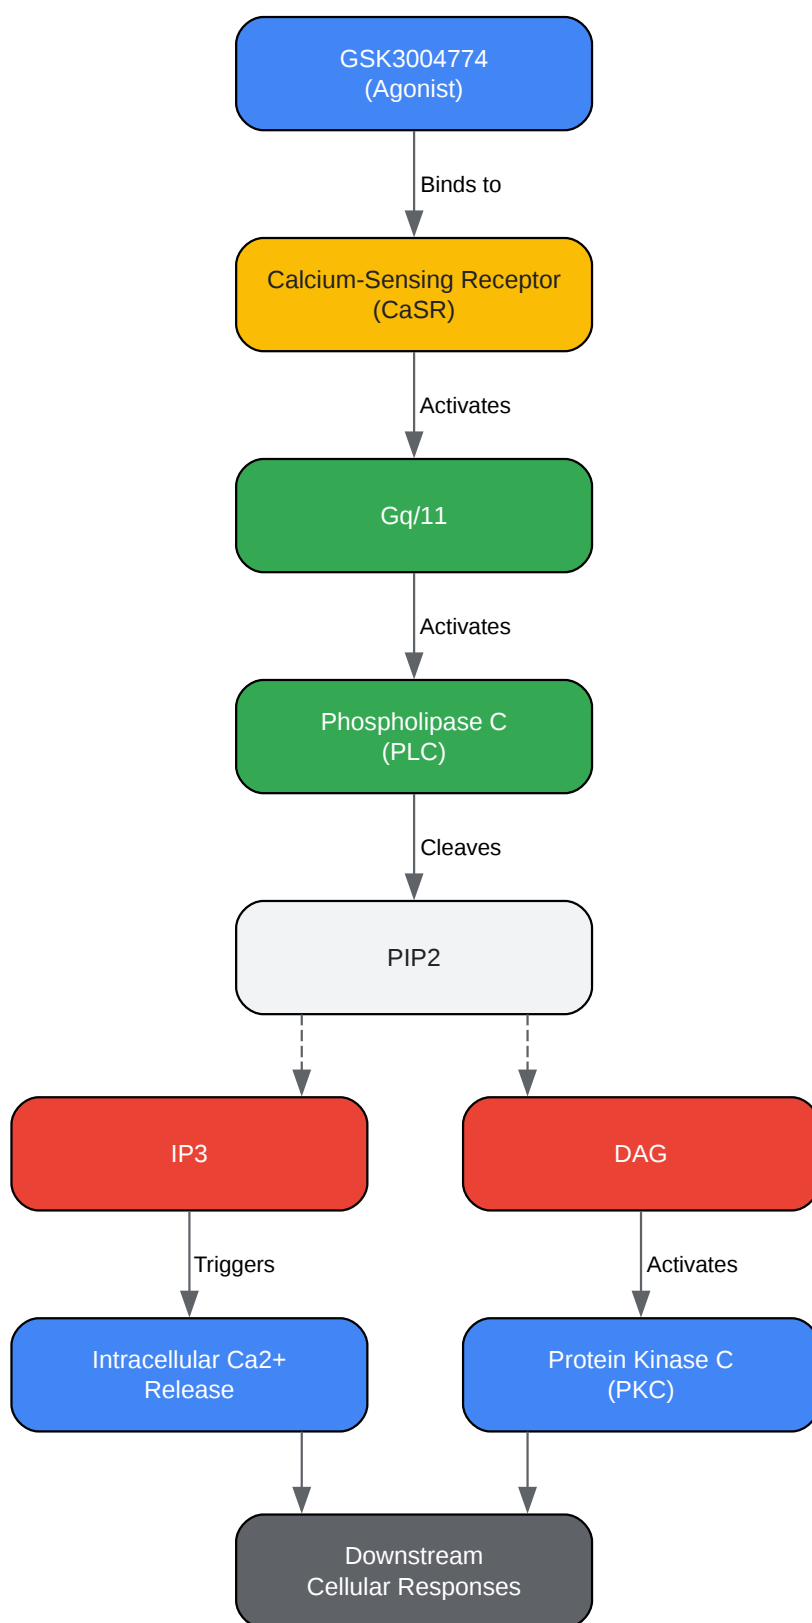 GSK3004774
(Agonist)
Binds to
Calcium-Sensing Receptor
(CaSR)
Activates
Gq/11
Activates
Phospholipase C
(PLC)
Cleaves
PIP2
IP3
DAG
Triggers
Activates
Intracellular Ca2+
Release
Protein Kinase C
(PKC)
Downstream
Cellular Responses